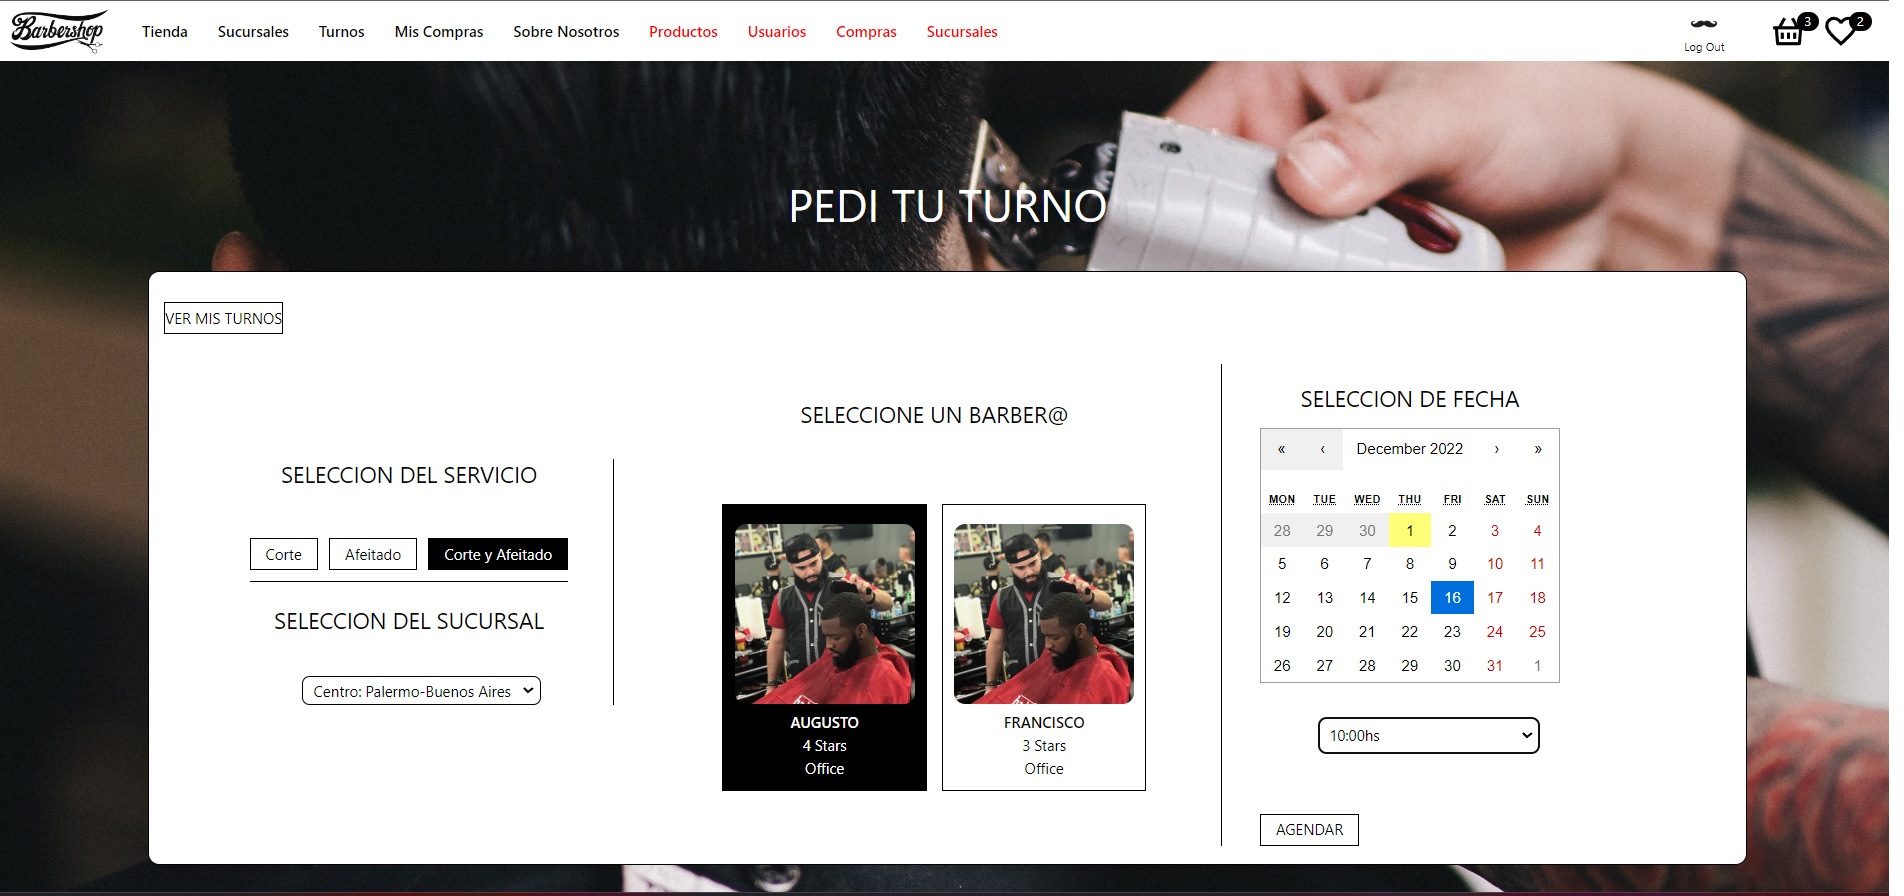 Barbershop
Tienda Sucursales Turnos Mis Compras Sobre Nosotros Productos Usuarios Compras Sucursales
Log Out
3
2
PEDI TU TURNO
VER MIS TURNOS
SELECCION DEL SERVICIO
Corte Afeitado Corte y Afeitado
SELECCION DEL SUCURSAL
Centro: Palermo-Buenos Aires
SELECCIONE UN BARBER@
AUGUSTO
4 Stars
Office
FRANCISCO
3 Stars
Office
SELECCION DE FECHA
« ‹ December 2022 › »
MON TUE WED THU FRI SAT SUN
28 29 30 1 2 3 4
5 6 7 8 9 10 11
12 13 14 15 16 17 18
19 20 21 22 23 24 25
26 27 28 29 30 31 1
10:00hs
AGENDAR